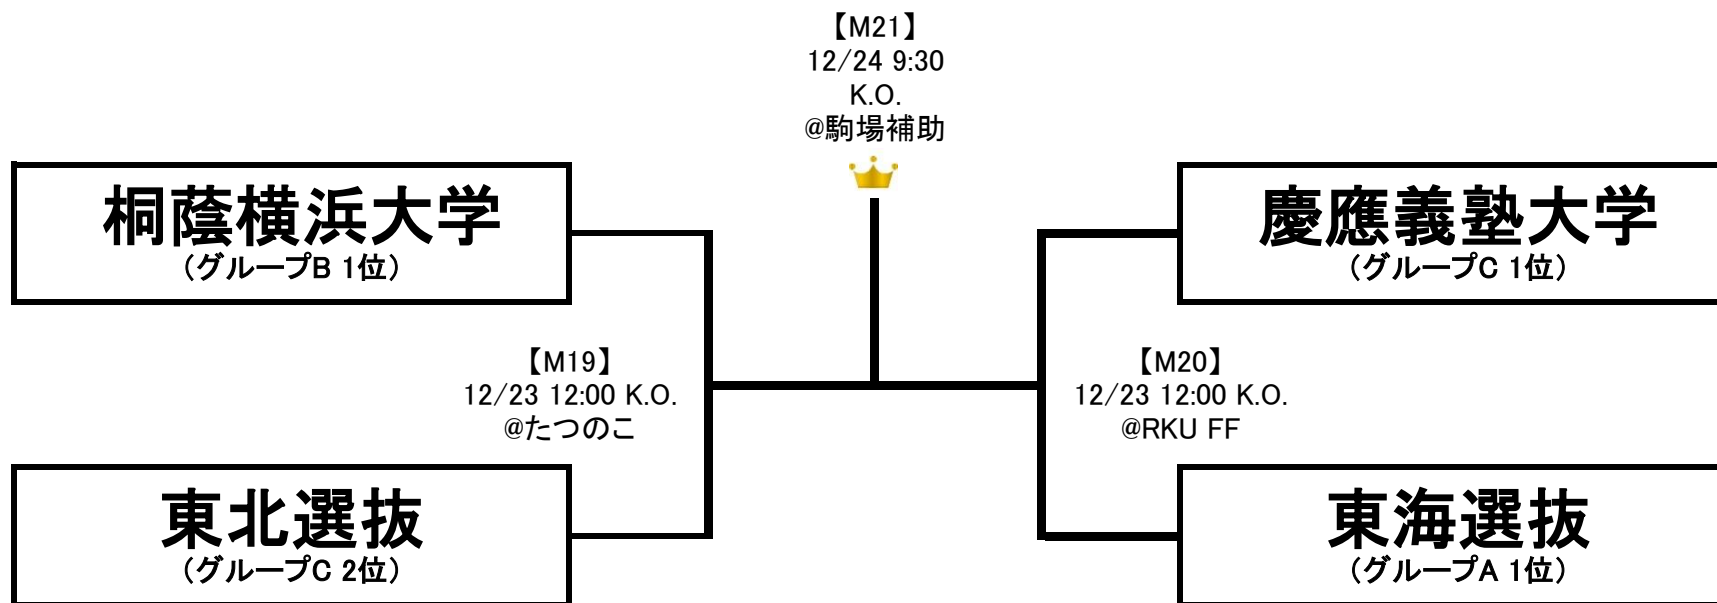 【M21】
12/24 9:30
K.O.
@駒場補助
桐蔭横浜大学
（グループB 1位）
慶應義塾大学
（グループC 1位）
【M19】
12/23 12:00 K.O.
@たつのこ
【M20】
12/23 12:00 K.O.
@RKU FF
東北選抜
（グループC 2位）
東海選抜
（グループA 1位）